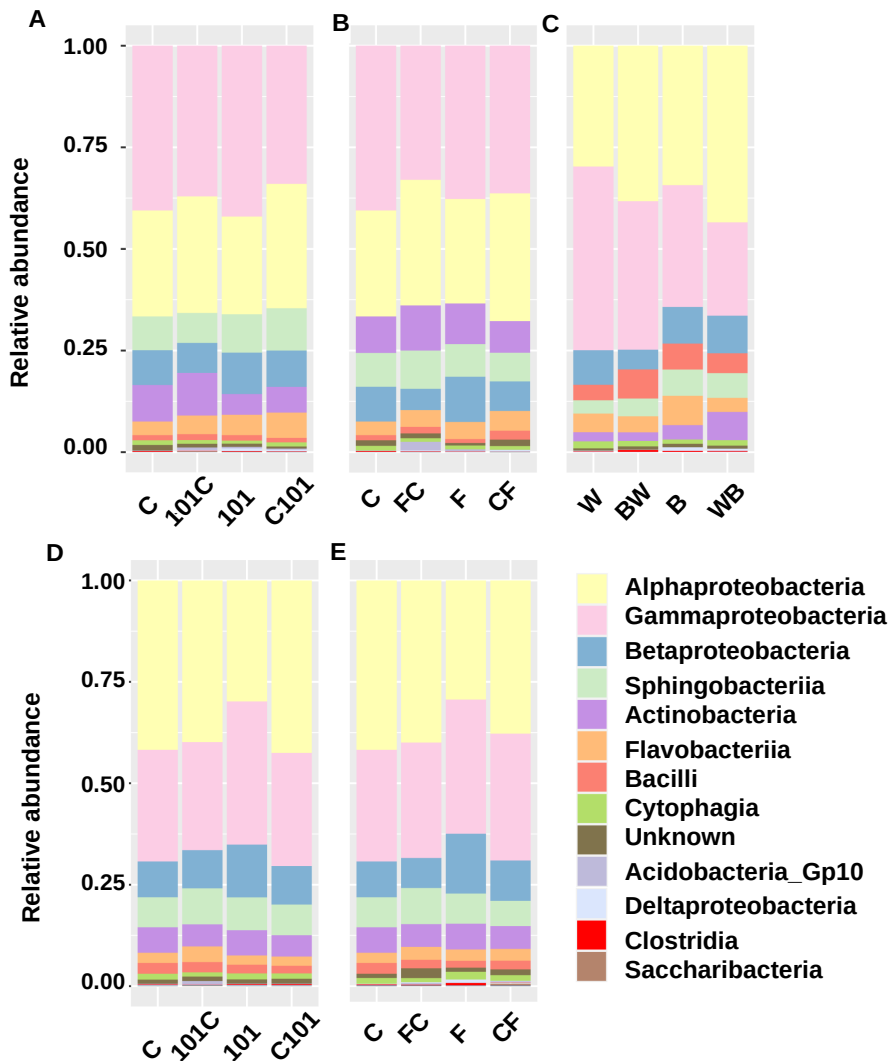 A
B
C
1.00
0.75
0.50
0.25
0.00
Relative abundance
C
101C
101
C101
C
FC
F
CF
W
BW
B
WB
D
E
1.00
0.75
0.50
0.25
0.00
Relative abundance
C
101C
101
C101
C
FC
F
CF
Alphaproteobacteria
Gammaproteobacteria
Betaproteobacteria
Sphingobacteriia
Actinobacteria
Flavobacteriia
Bacilli
Cytophagia
Unknown
Acidobacteria_Gp10
Deltaproteobacteria
Clostridia
Saccharibacteria